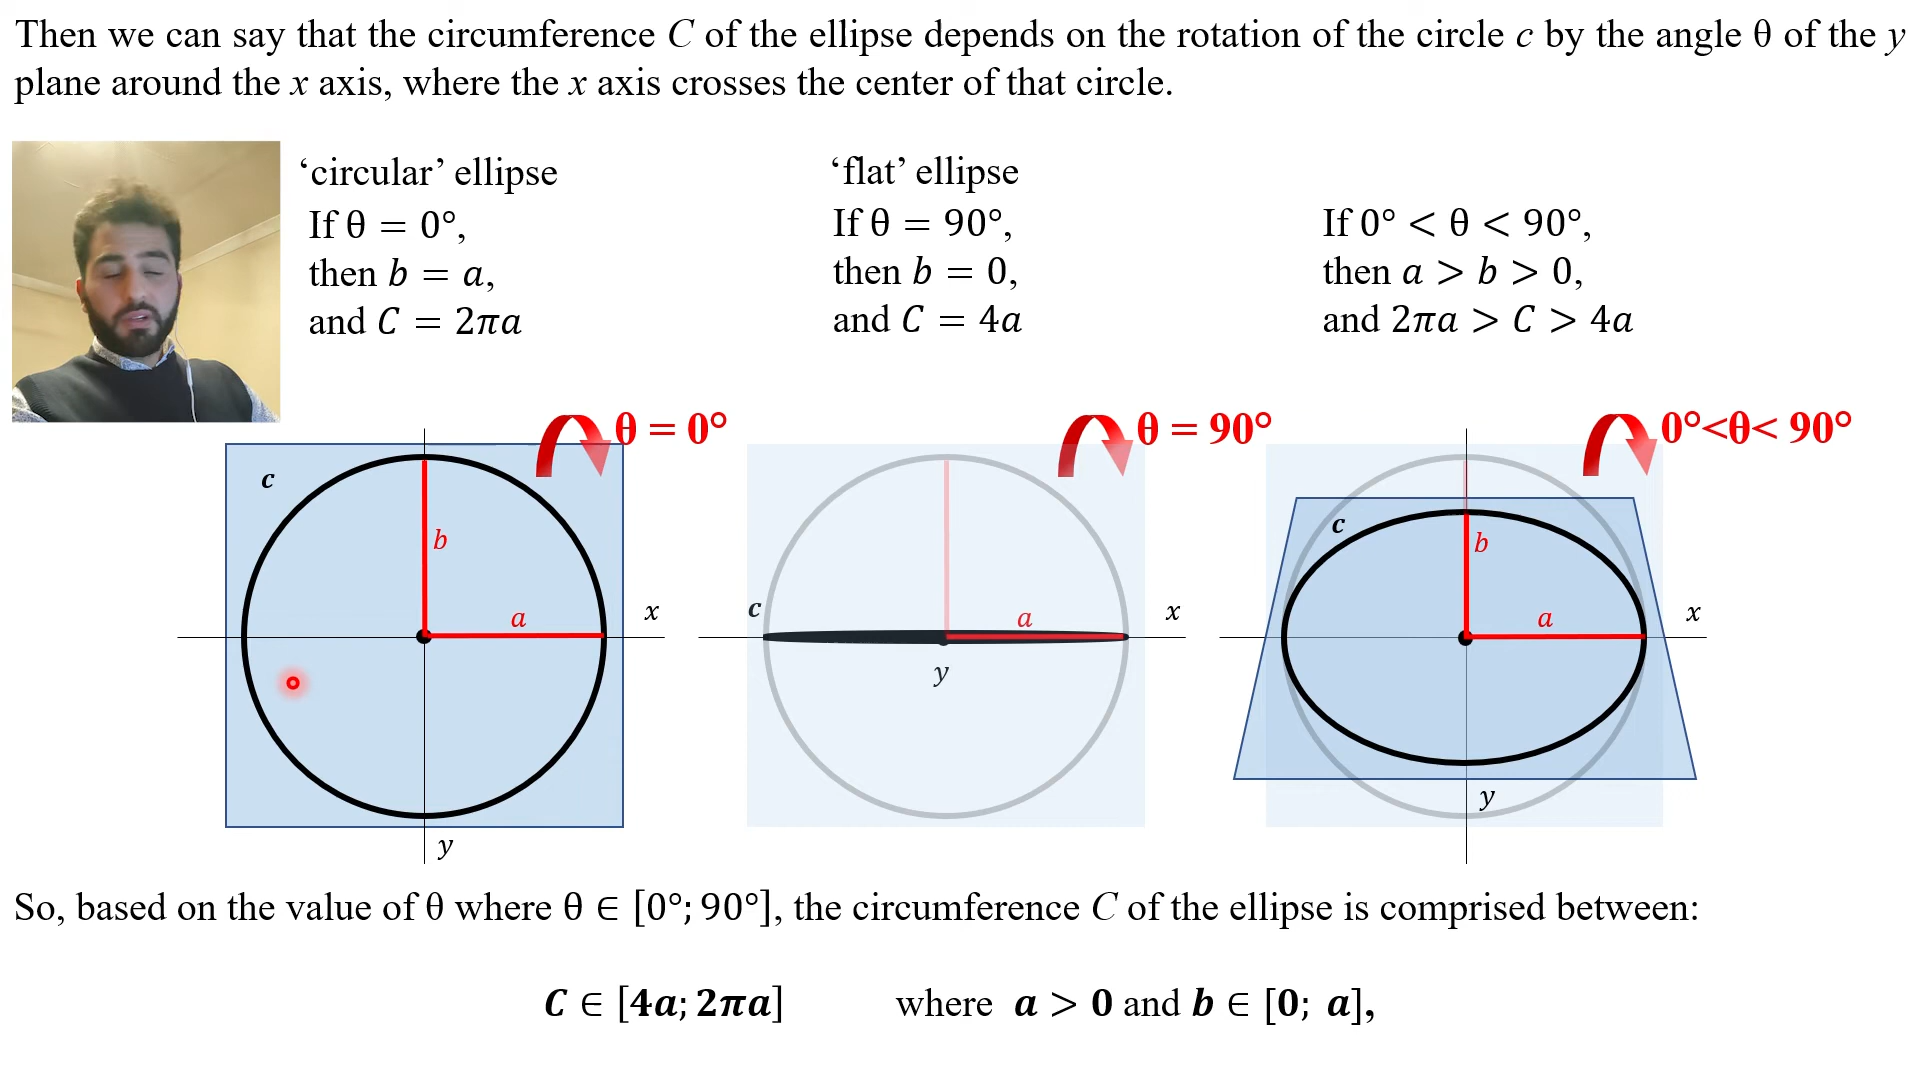 Then we can say that the circumference C of the ellipse depends on the rotation of the circle c by the angle θ of the y
plane around the x axis, where the x axis crosses the center of that circle.
‘circular’ ellipse
If θ = 0°,
then b = a,
and C = 2πa
‘flat’ ellipse
If θ = 90°,
then b = 0,
and C = 4a
If 0° < θ < 90°,
then a > b > 0,
and 2πa > C > 4a
θ = 0°
c
b
a
x
y
θ = 90°
c
a
x
y
0°<θ< 90°
c
b
a
x
y
So, based on the value of θ where θ ∈ [0°; 90°], the circumference C of the ellipse is comprised between:
C ∈ [4a; 2πa] where a > 0 and b ∈ [0; a],